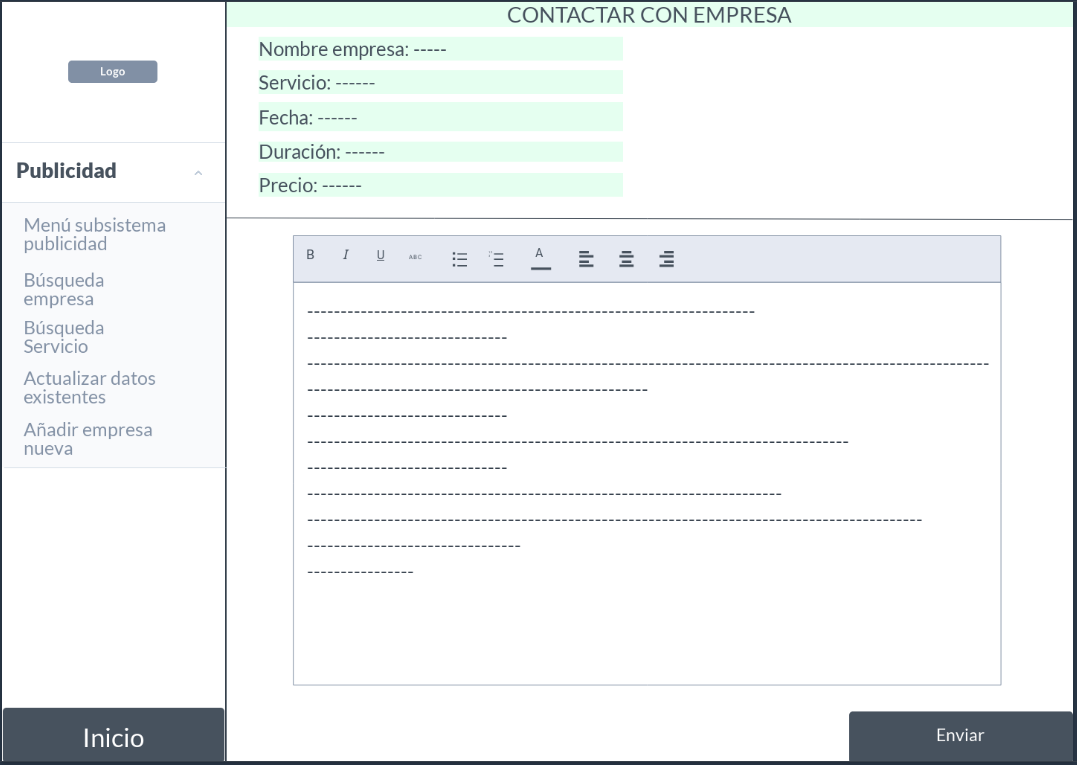 CONTACTAR CON EMPRESA
Logo
Nombre empresa: -----
Servicio: ------
Fecha: ------
Duración: ------
Precio: ------
Publicidad
Menú subsistema
publicidad
Búsqueda
empresa
Búsqueda
Servicio
Actualizar datos
existentes
Añadir empresa
nueva
B I U ABC A
-------------------------------------------------------------------
------------------------------
------------------------------------------------------------------------------------------------------
---------------------------------------------------
------------------------------
---------------------------------------------------------------------------------
------------------------------
-----------------------------------------------------------------------
--------------------------------------------------------------------------------------------
--------------------------------
----------------
Inicio
Enviar